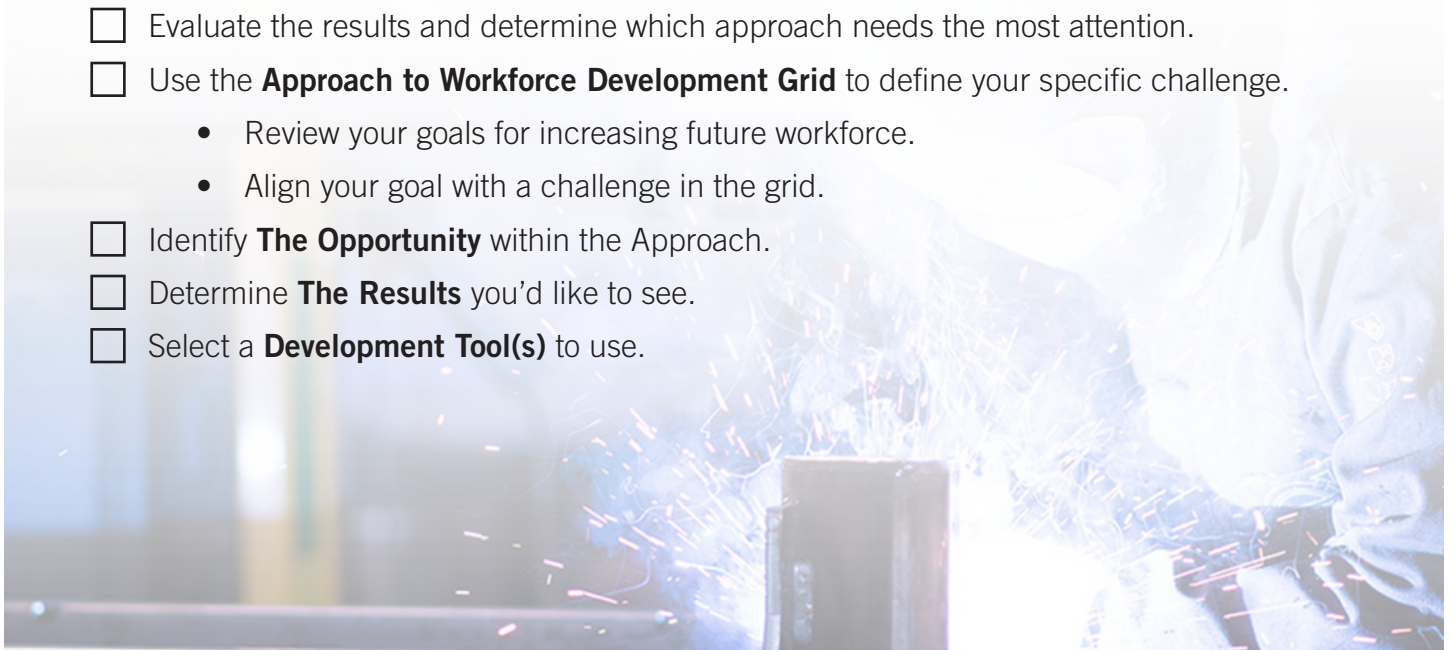 Evaluate the results and determine which approach needs the most attention.
Use the Approach to Workforce Development Grid to define your specific challenge.
• Review your goals for increasing future workforce.
• Align your goal with a challenge in the grid.
Identify The Opportunity within the Approach.
Determine The Results you’d like to see.
Select a Development Tool(s) to use.